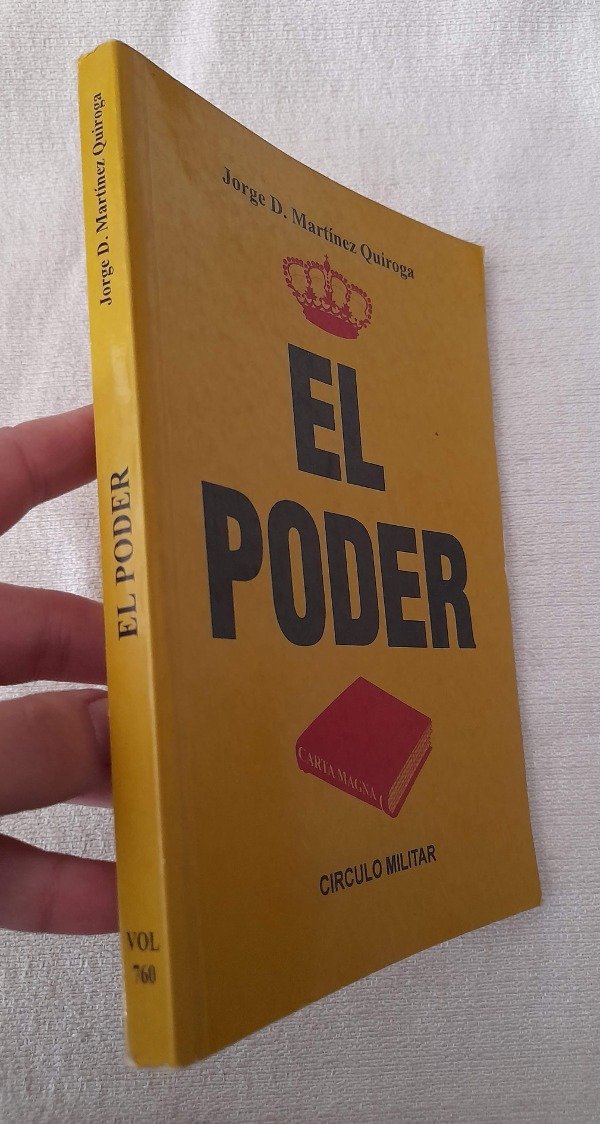 Jorge D. Martínez Quiroga
EL PODER
VOL
760
Jorge D. Martínez Quiroga
EL
PODER
CARTA MAGNA
CIRCULO MILITAR